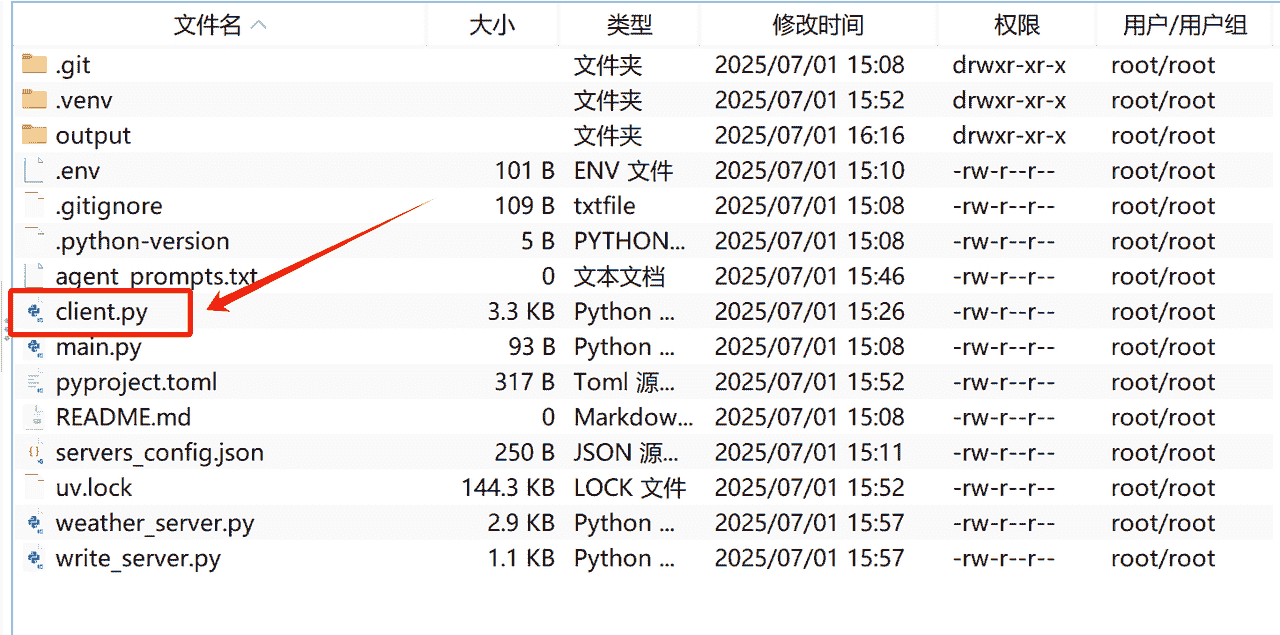 文件名 大小 类型 修改时间 权限 用户/用户组
.git 文件夹 2025/07/01 15:08 drwxr-xr-x root/root
.venv 文件夹 2025/07/01 15:52 drwxr-xr-x root/root
output 文件夹 2025/07/01 16:16 drwxr-xr-x root/root
.env 101 B ENV 文件 2025/07/01 15:10 -rw-r--r-- root/root
.gitignore 109 B txtfile 2025/07/01 15:08 -rw-r--r-- root/root
.python-version 5 B PYTHON... 2025/07/01 15:08 -rw-r--r-- root/root
agent_prompts.txt 0 文本文档 2025/07/01 15:46 -rw-r--r-- root/root
client.py 3.3 KB Python ... 2025/07/01 15:26 -rw-r--r-- root/root
main.py 93 B Python ... 2025/07/01 15:08 -rw-r--r-- root/root
pyproject.toml 317 B Toml 源... 2025/07/01 15:52 -rw-r--r-- root/root
README.md 0 Markdow... 2025/07/01 15:08 -rw-r--r-- root/root
servers_config.json 250 B JSON 源... 2025/07/01 15:11 -rw-r--r-- root/root
uv.lock 144.3 KB LOCK 文件 2025/07/01 15:52 -rw-r--r-- root/root
weather_server.py 2.9 KB Python ... 2025/07/01 15:57 -rw-r--r-- root/root
write_server.py 1.1 KB Python ... 2025/07/01 15:57 -rw-r--r-- root/root